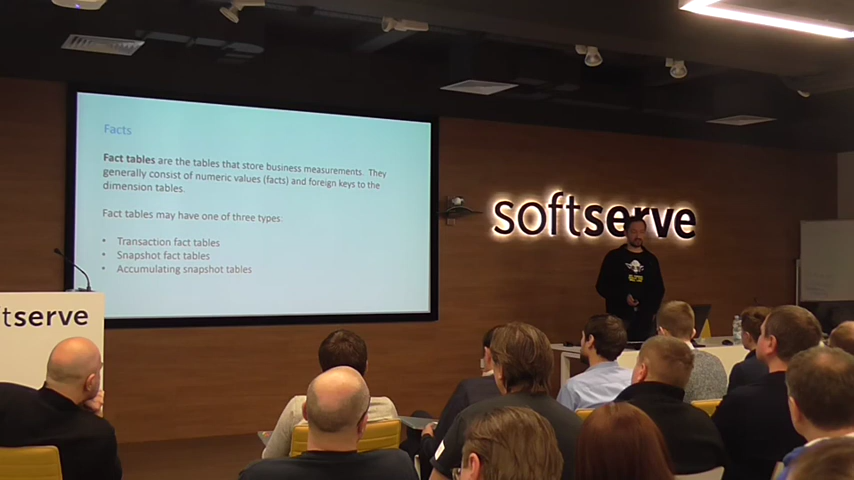 Facts
Fact tables are the tables that store business measurements. They
generally consist of numeric values (facts) and foreign keys to the
dimension tables.
Fact tables may have one of three types:
• Transaction fact tables
• Snapshot fact tables
• Accumulating snapshot tables
softserve
ftserve